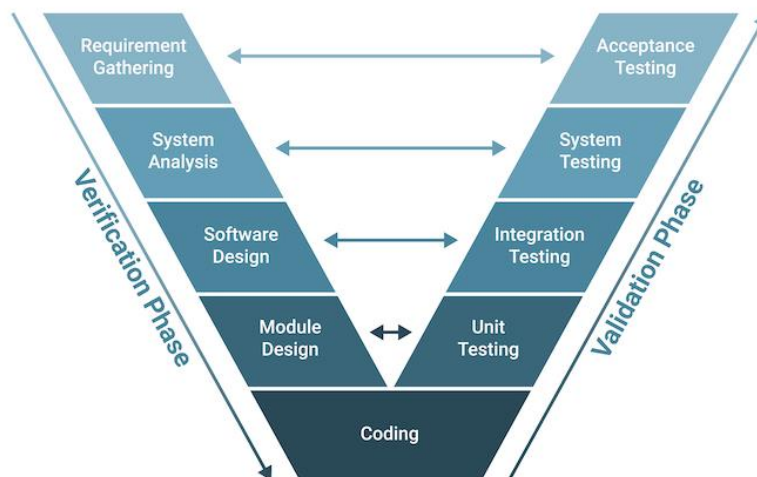 Requirement
Gathering
Acceptance
Testing
System
Analysis
System
Testing
Software
Design
Integration
Testing
Module
Design
Unit
Testing
Coding
Verification Phase
Validation Phase